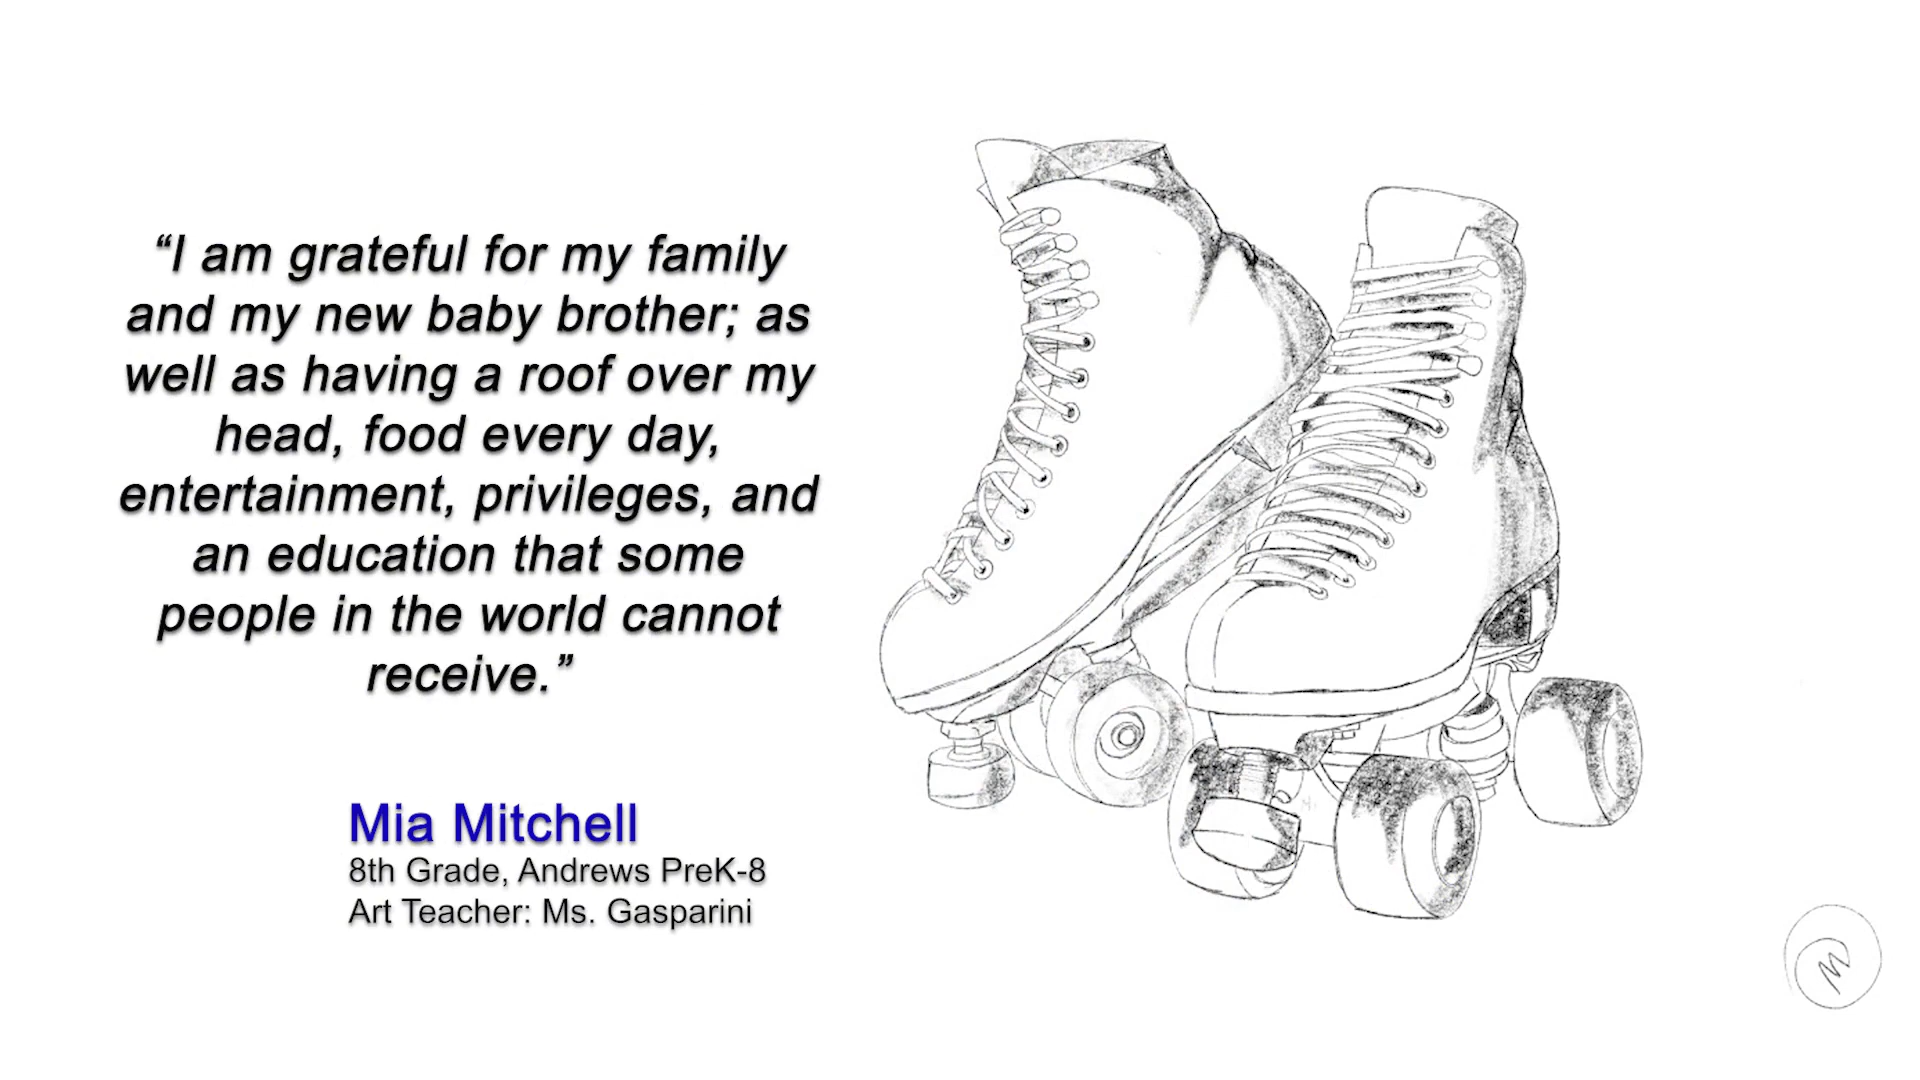 “I am grateful for my family
and my new baby brother; as
well as having a roof over my
head, food every day,
entertainment, privileges, and
an education that some
people in the world cannot
receive.”
Mia Mitchell
8th Grade, Andrews PreK-8
Art Teacher: Ms. Gasparini
M